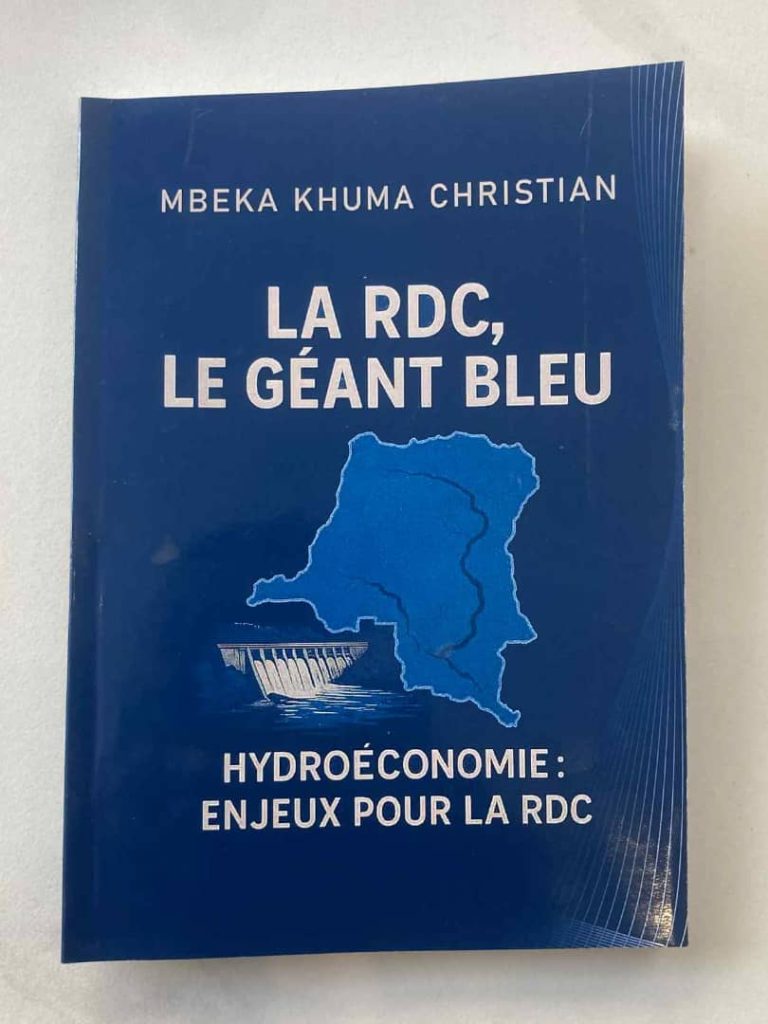 MBEKA KHUMA CHRISTIAN
LA RDC,
LE GÉANT BLEU
HYDROÉCONOMIE :
ENJEUX POUR LA RDC